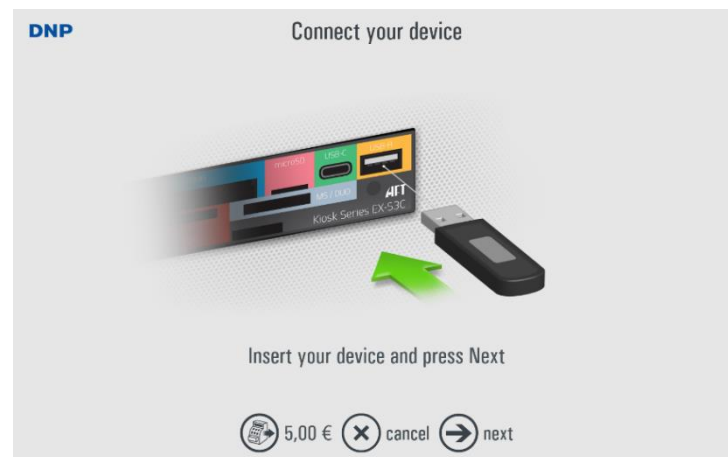 DNP
Connect your device
microSD
USB-C
USB-A
MS / DUO
ATT
Kiosk Series EX-S3C
Insert your device and press Next
5,00 € cancel next